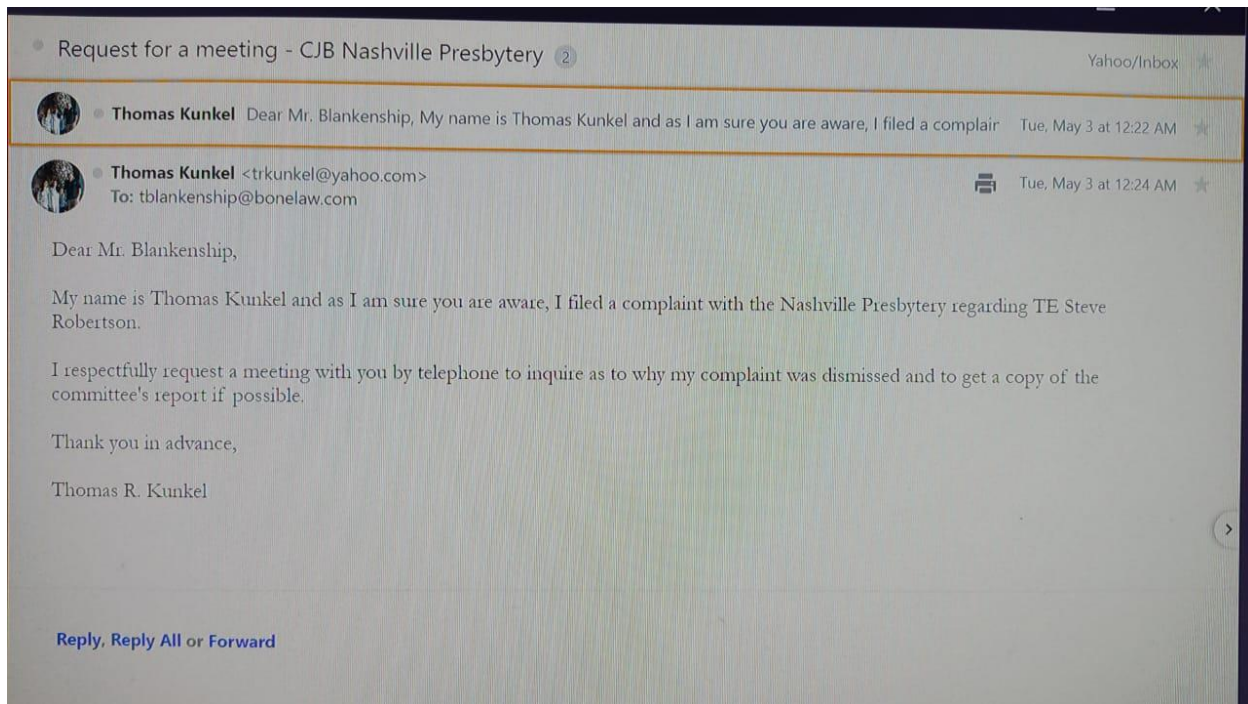 Request for a meeting - CJB Nashville Presbytery 2
Yahoo/Inbox
Thomas Kunkel Dear Mr. Blankenship, My name is Thomas Kunkel and as I am sure you are aware, I filed a complair Tue, May 3 at 12:22 AM
Thomas Kunkel <trkunkel@yahoo.com> Tue, May 3 at 12:24 AM
To: tblankenship@bonelaw.com
Dear Mr. Blankenship,
My name is Thomas Kunkel and as I am sure you are aware, I filed a complaint with the Nashville Presbytery regarding TE Steve
Robertson.
I respectfully request a meeting with you by telephone to inquire as to why my complaint was dismissed and to get a copy of the
committee's report if possible.
Thank you in advance,
Thomas R. Kunkel
Reply, Reply All or Forward